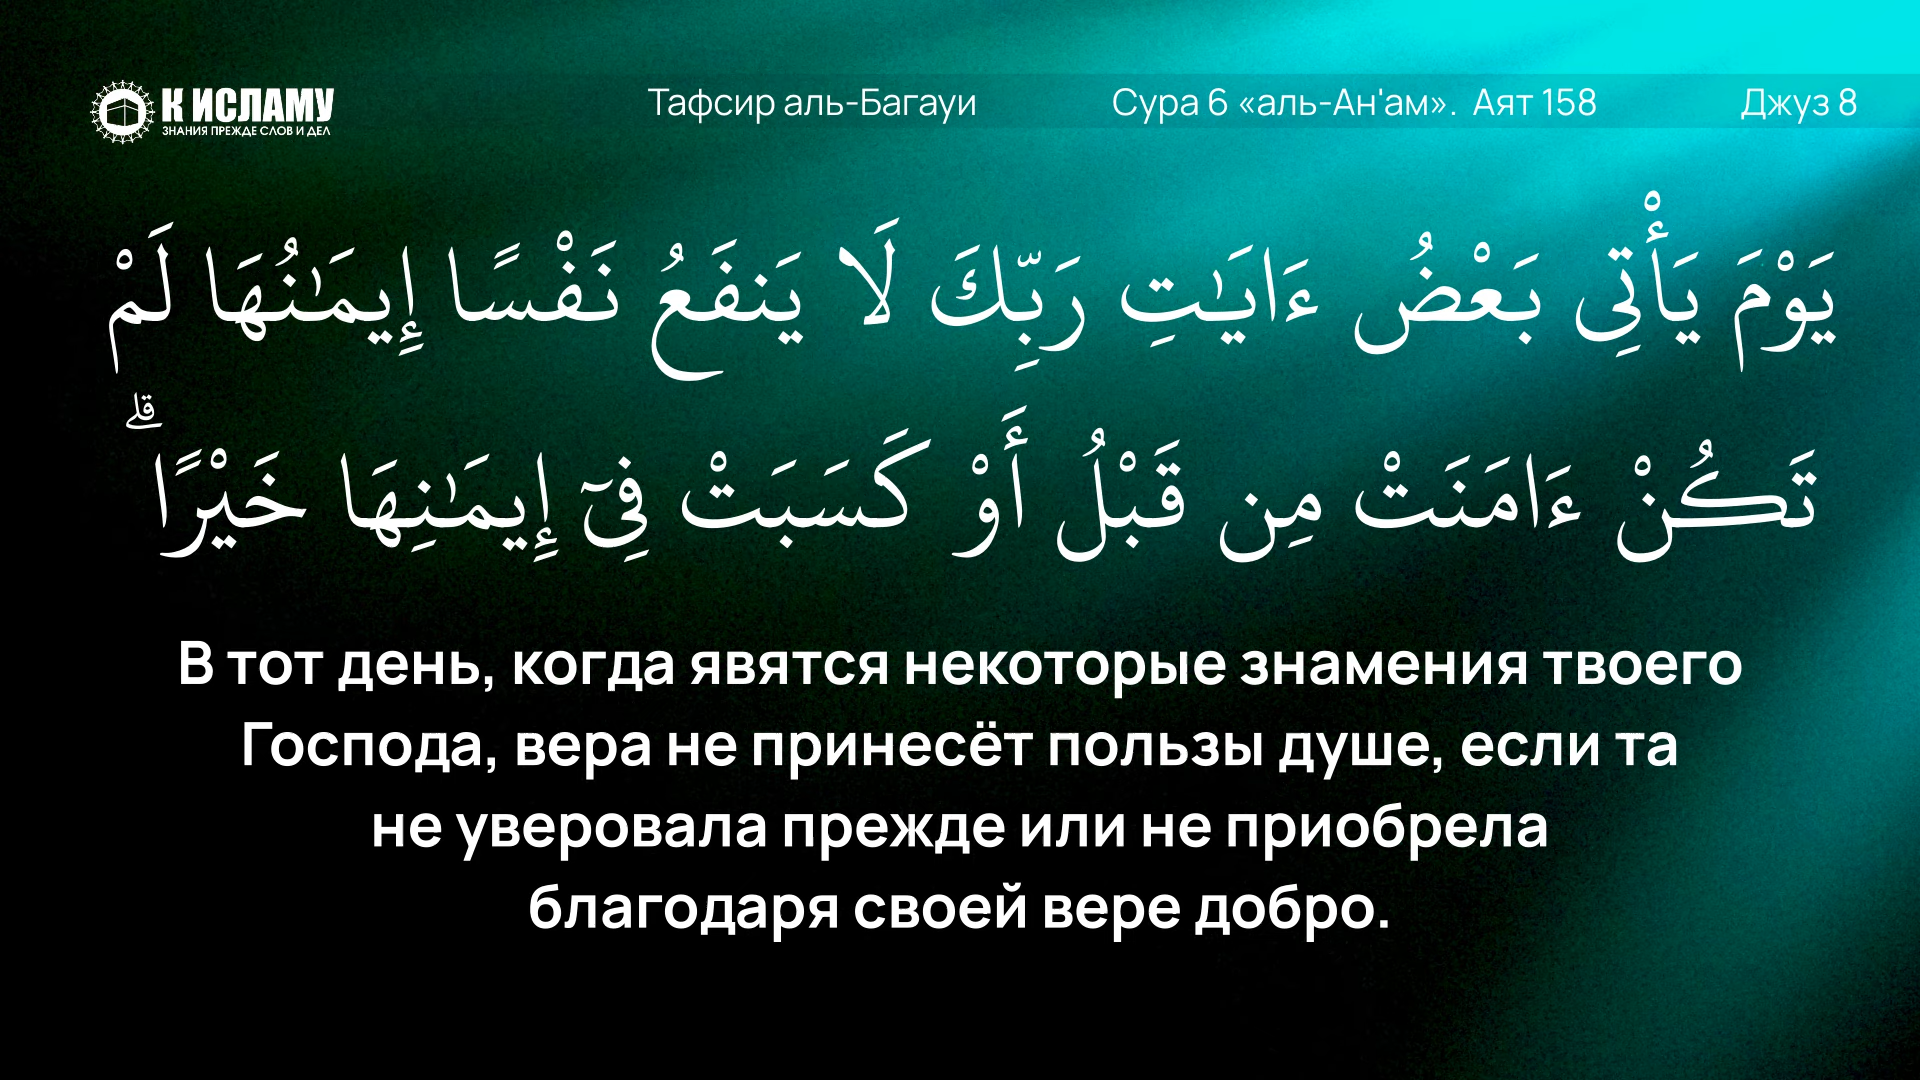 К ИСЛАМУ
ЗНАНИЯ ПРЕЖДЕ СЛОВ И ДЕЛ
Тафсир аль-Багауи
Сура 6 «аль-Ан'ам». Аят 158
Джуз 8
يَوْمَ يَأْتِى بَعْضُ ءَايَـٰتِ رَبِّكَ لَا يَنفَعُ نَفْسًا إِيمَـٰنُهَا لَمْ
تَكُنْ ءَامَنَتْ مِن قَبْلُ أَوْ كَسَبَتْ فِىٓ إِيمَـٰنِهَا خَيْرًا ۗ
В тот день, когда явятся некоторые знамения твоего
Господа, вера не принесёт пользы душе, если та
не уверовала прежде или не приобрела
благодаря своей вере добро.